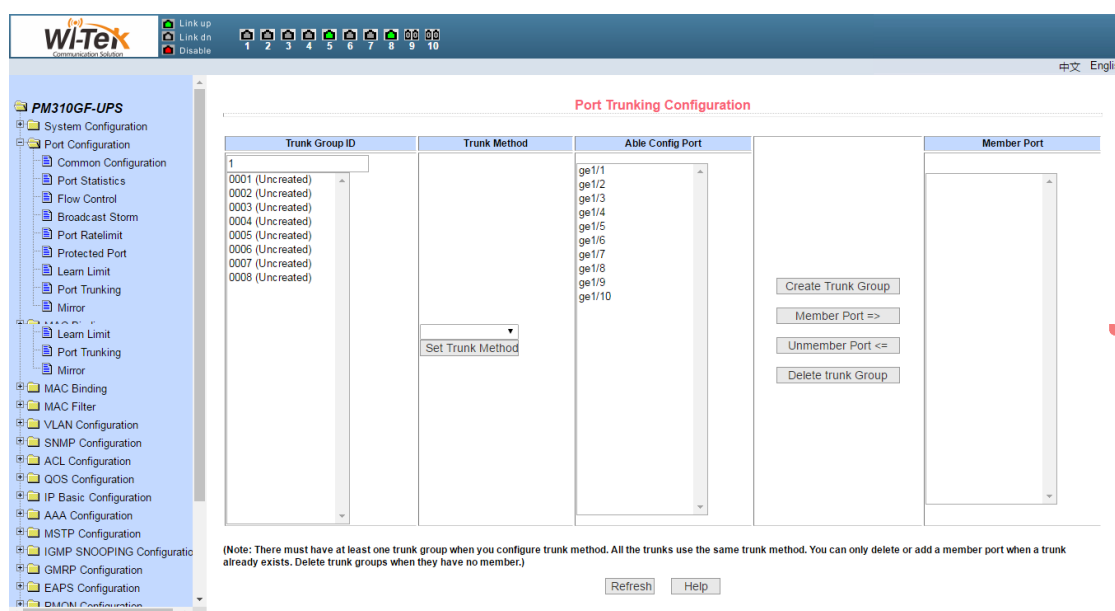 Wi-Tek
Communication Solution
Link up
Link dn
Disable
1 2 3 4 5 6 7 8 9 10
中文 Engli
PM310GF-UPS
System Configuration
Port Configuration
Common Configuration
Port Statistics
Flow Control
Broadcast Storm
Port Ratelimit
Protected Port
Learn Limit
Port Trunking
Mirror
Learn Limit
Port Trunking
Mirror
MAC Binding
MAC Filter
VLAN Configuration
SNMP Configuration
ACL Configuration
QOS Configuration
IP Basic Configuration
AAA Configuration
MSTP Configuration
IGMP SNOOPING Configuratio
GMRP Configuration
EAPS Configuration
RMON Configuration
Port Trunking Configuration
Trunk Group ID
1
0001 (Uncreated)
0002 (Uncreated)
0003 (Uncreated)
0004 (Uncreated)
0005 (Uncreated)
0006 (Uncreated)
0007 (Uncreated)
0008 (Uncreated)
Trunk Method
Set Trunk Method
Able Config Port
ge1/1
ge1/2
ge1/3
ge1/4
ge1/5
ge1/6
ge1/7
ge1/8
ge1/9
ge1/10
Create Trunk Group
Member Port =>
Unmember Port <=
Delete trunk Group
Member Port
(Note: There must have at least one trunk group when you configure trunk method. All the trunks use the same trunk method. You can only delete or add a member port when a trunk
already exists. Delete trunk groups when they have no member.)
Refresh Help